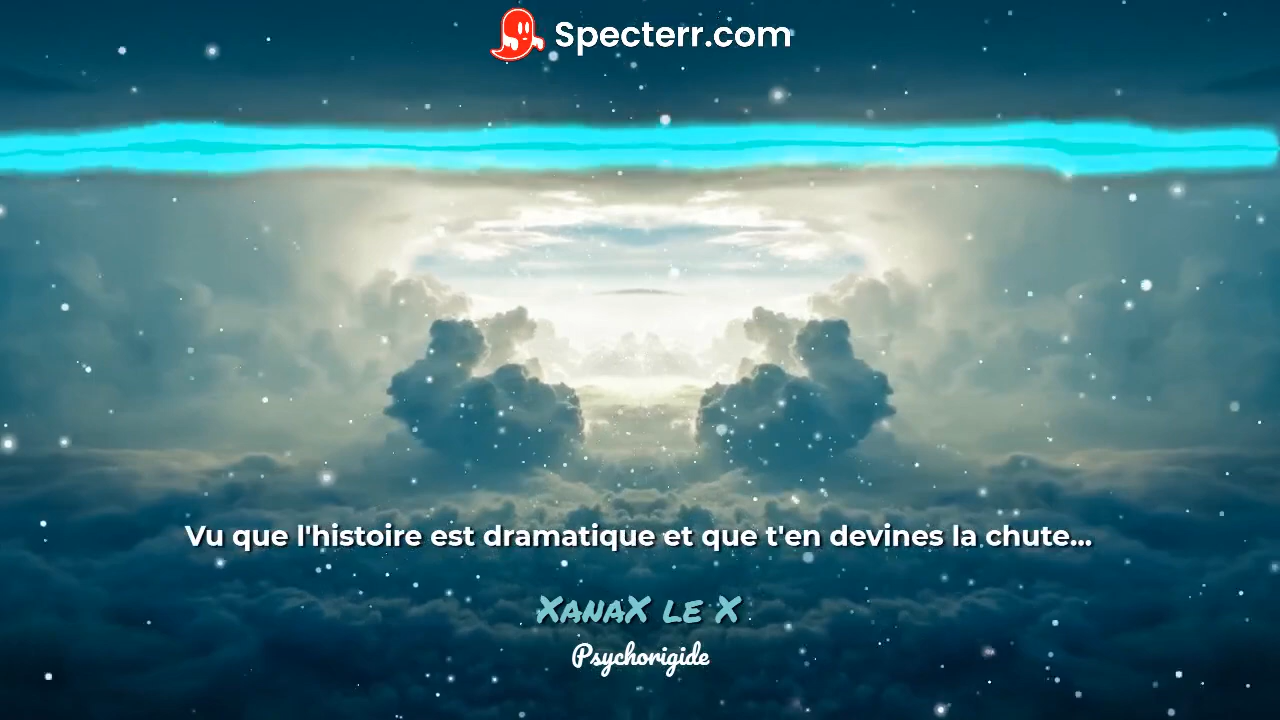 Specterr.com
Vu que l'histoire est dramatique et que t'en devines la chute...
XanaX le X
Psychorigide